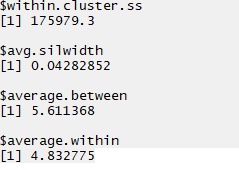 $within.cluster.ss
[1] 175979.3
$avg.silwidth
[1] 0.04282852
$average.between
[1] 5.611368
$average.within
[1] 4.832775